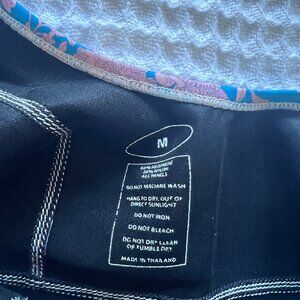 M
80% NEOPRENE
20% NYLON
ALL PANELS
DO NOT MACHINE WASH
HANG TO DRY, OUT OF
DIRECT SUNLIGHT
DO NOT IRON
DO NOT BLEACH
DO NOT DRY CLEAN
OF TUMBLE DRY
MADE IN THAILAND